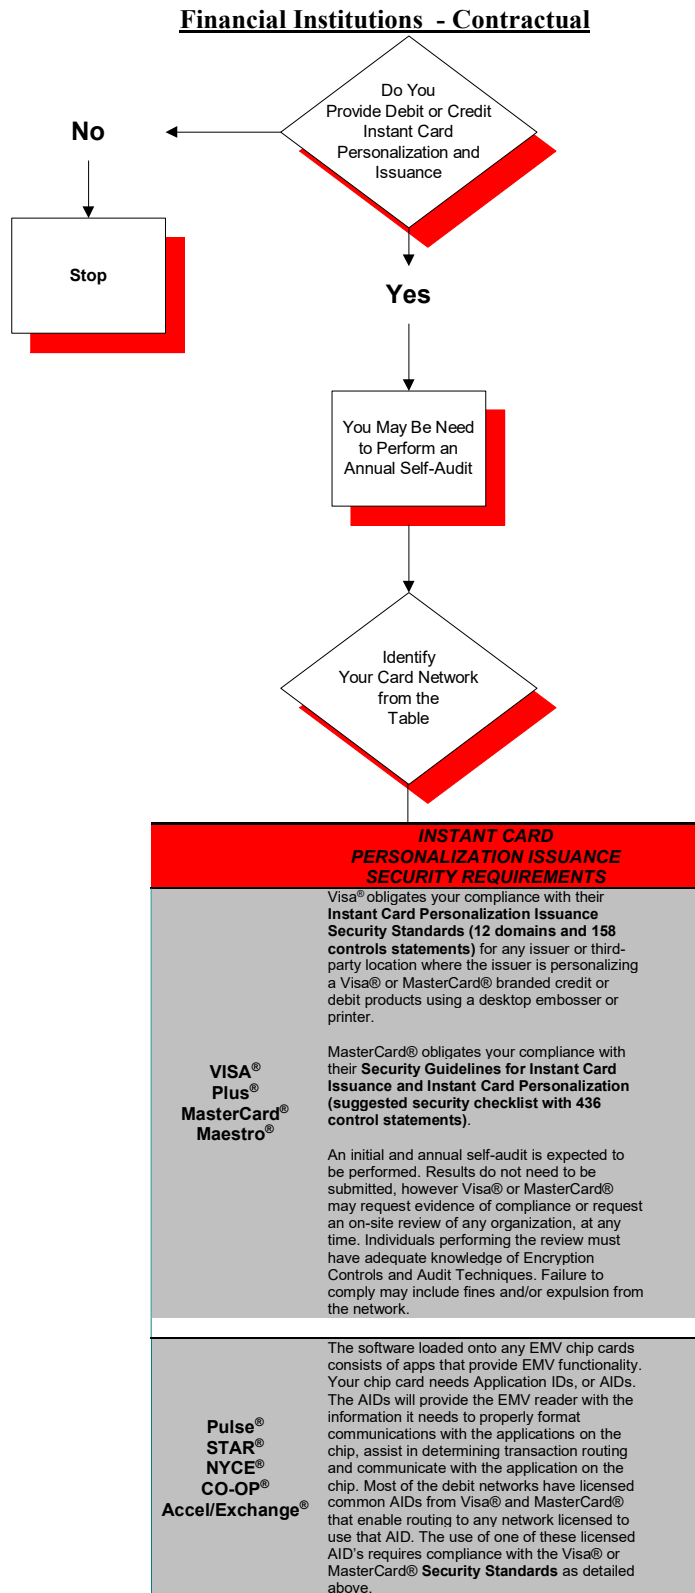 Financial Institutions - Contractual
Do You
Provide Debit or Credit
Instant Card
Personalization and
Issuance
No
Stop
Yes
You May Be Need
to Perform an
Annual Self-Audit
Identify
Your Card Network
from the
Table
INSTANT CARD
PERSONALIZATION ISSUANCE
SECURITY REQUIREMENTS
VISA®
Plus®
MasterCard®
Maestro®
Visa® obligates your compliance with their
Instant Card Personalization Issuance
Security Standards (12 domains and 158
controls statements) for any issuer or third-
party location where the issuer is personalizing
a Visa® or MasterCard® branded credit or
debit products using a desktop embosser or
printer.
MasterCard® obligates your compliance with
their Security Guidelines for Instant Card
Issuance and Instant Card Personalization
(suggested security checklist with 436
control statements).
An initial and annual self-audit is expected to
be performed. Results do not need to be
submitted, however Visa® or MasterCard®
may request evidence of compliance or request
an on-site review of any organization, at any
time. Individuals performing the review must
have adequate knowledge of Encryption
Controls and Audit Techniques. Failure to
comply may include fines and/or expulsion from
the network.
Pulse®
STAR®
NYCE®
CO-OP®
Accel/Exchange®
The software loaded onto any EMV chip cards
consists of apps that provide EMV functionality.
Your chip card needs Application IDs, or AIDs.
The AIDs will provide the EMV reader with the
information it needs to properly format
communications with the applications on the
chip, assist in determining transaction routing
and communicate with the application on the
chip. Most of the debit networks have licensed
common AIDs from Visa® and MasterCard®
that enable routing to any network licensed to
use that AID. The use of one of these licensed
AID's requires compliance with the Visa® or
MasterCard® Security Standards as detailed
above.